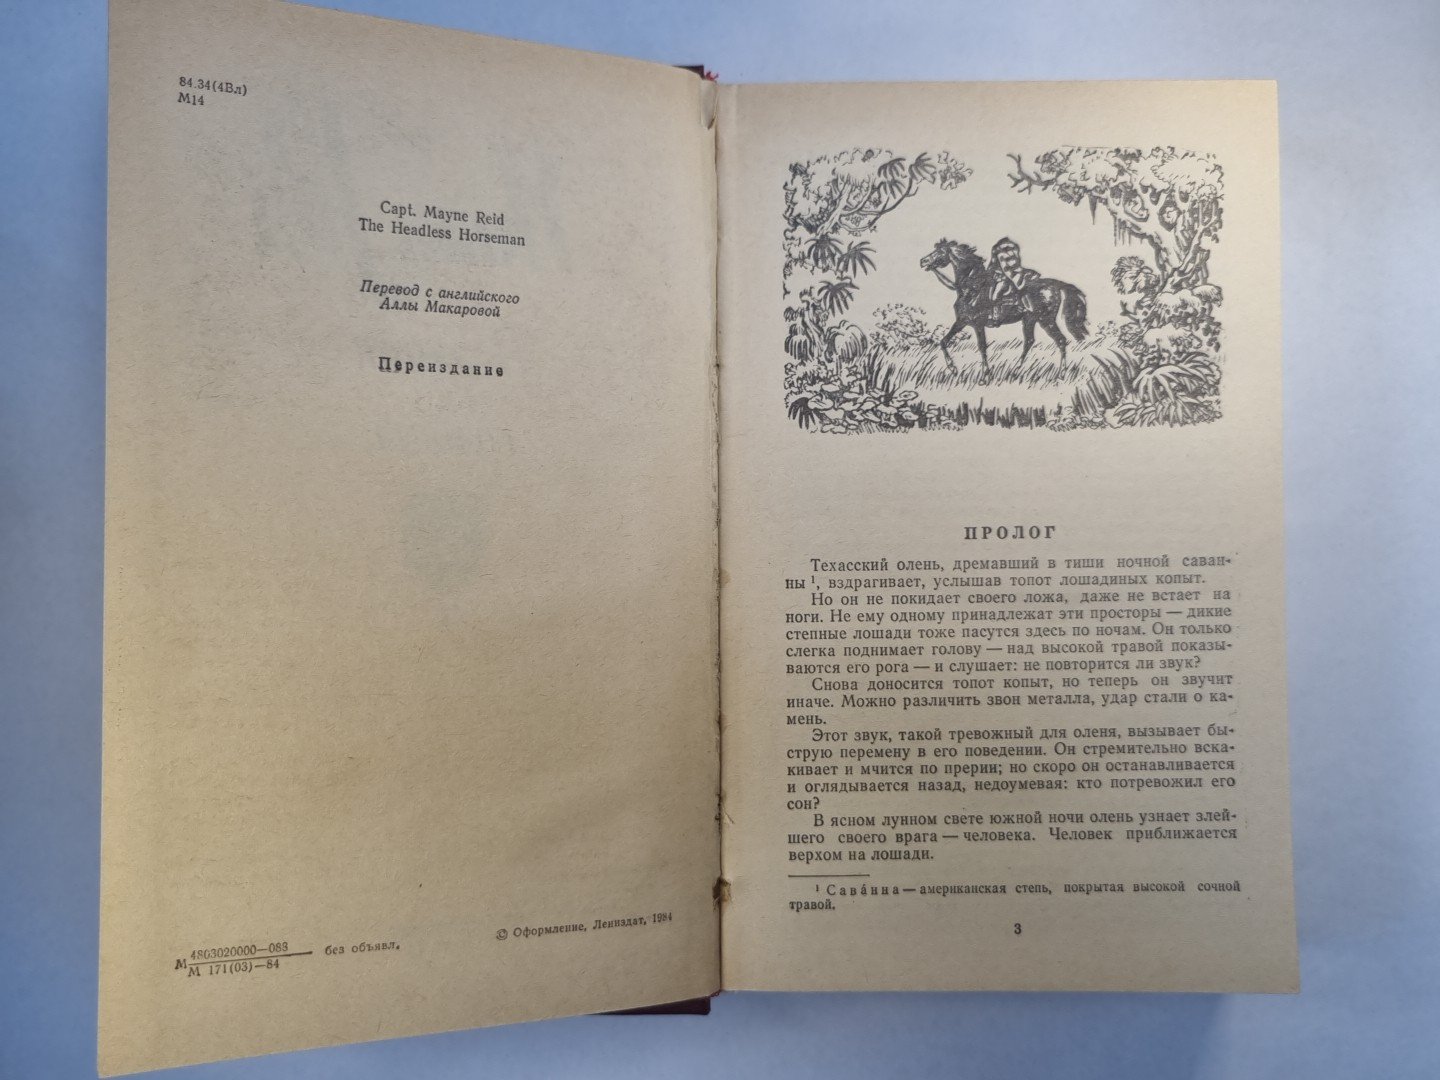 84.34(4Вл)
М14
Capt. Mayne Reid
The Headless Horseman
Перевод с английского
Аллы Макаровой
Переиздание
М 4803020000—083
М 171(03)—84
без объявл.
© Оформление, Лениздат, 1984
ПРОЛОГ
Техасский олень, дремавший в тиши ночной саван-
ны ¹, вздрагивает, услышав топот лошадиных копыт.
Но он не покидает своего ложа, даже не встает на
ноги. Не ему одному принадлежат эти просторы — дикие
степные лошади тоже пасутся здесь по ночам. Он только
слегка поднимает голову — над высокой травой показы-
ваются его рога — и слушает: не повторится ли звук?
Снова доносится топот копыт, но теперь он звучит
иначе. Можно различить звон металла, удар стали о ка-
мень.
Этот звук, такой тревожный для оленя, вызывает бы-
струю перемену в его поведении. Он стремительно вска-
кивает и мчится по прерии; но скоро он останавливается
и оглядывается назад, недоумевая: кто потревожил его
сон?
В ясном лунном свете южной ночи олень узнает злей-
шего своего врага — человека. Человек приближается
верхом на лошади.
¹ Сава́нна — американская степь, покрытая высокой сочной
травой.
3